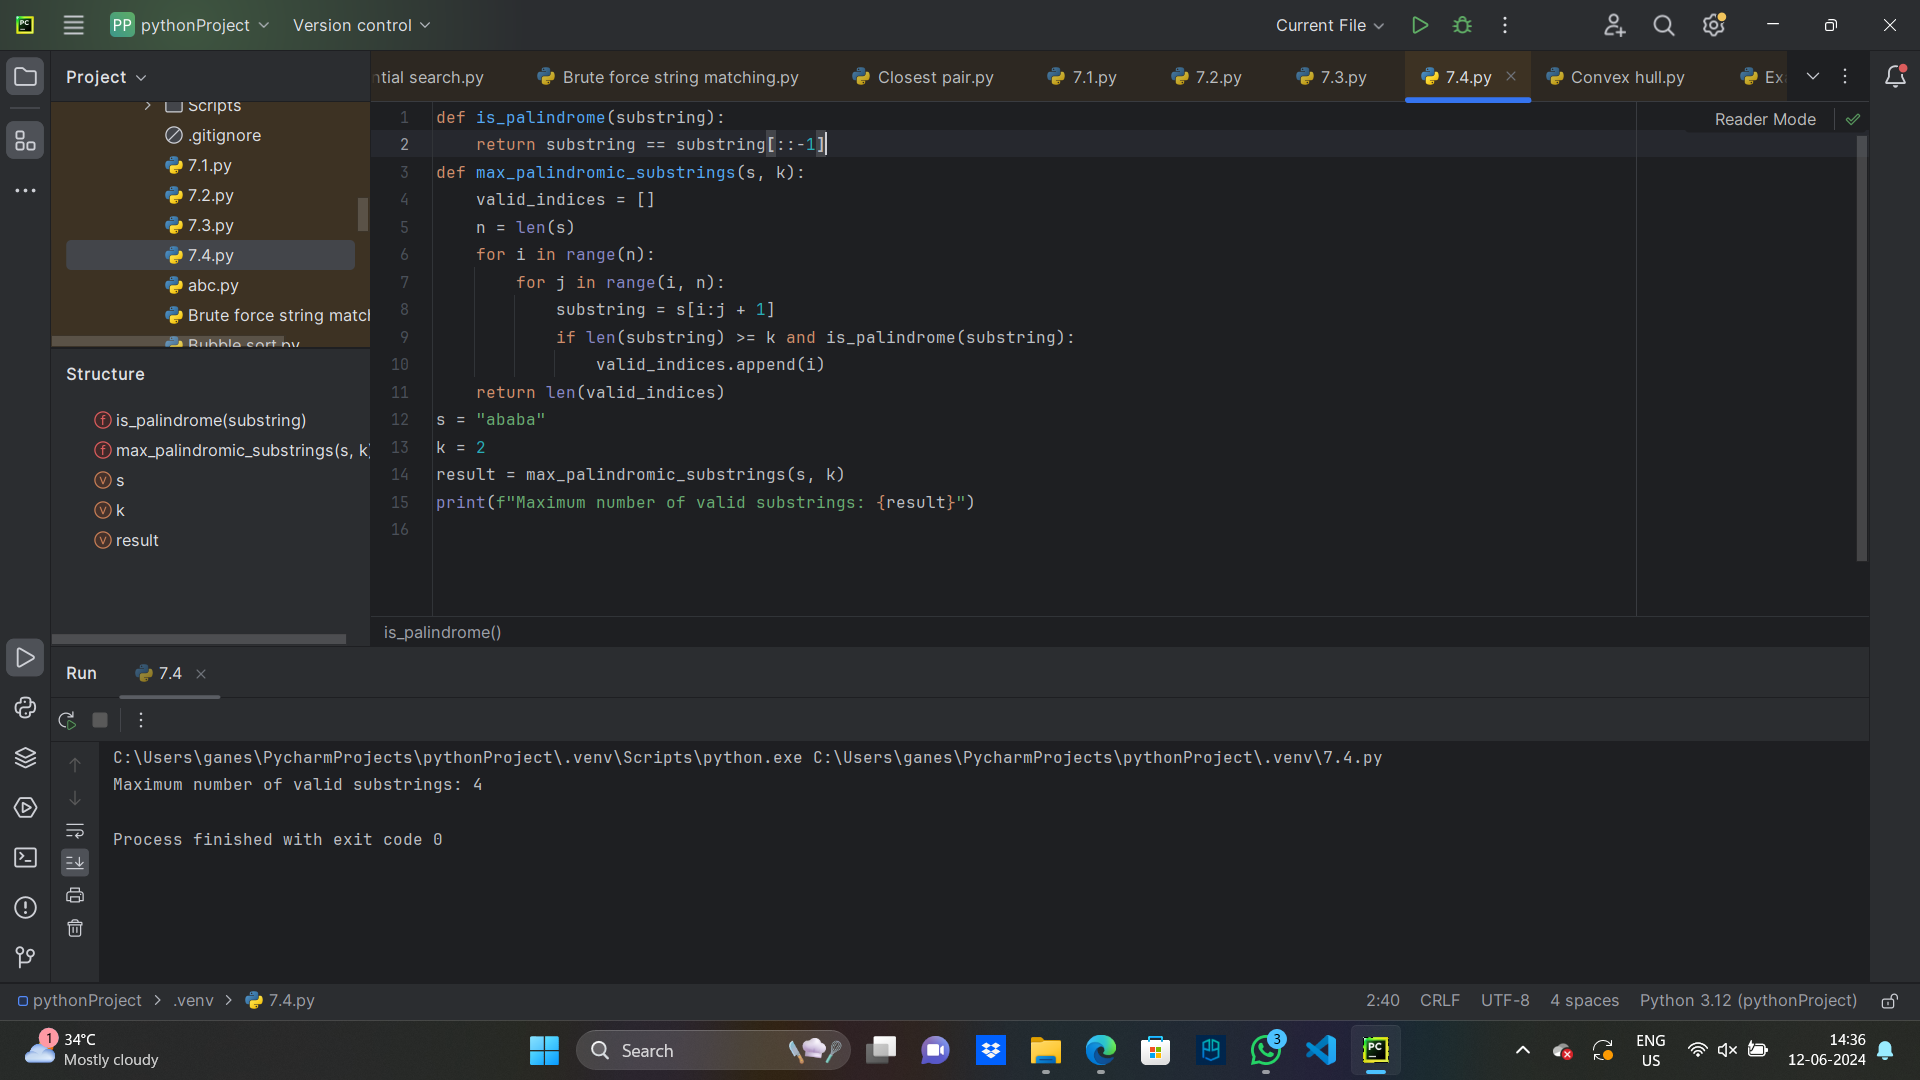 PC
PP pythonProject
Version control
Current File
Project
ntial search.py
Brute force string matching.py
Closest pair.py
7.1.py
7.2.py
7.3.py
7.4.py
Convex hull.py
Ex
Scripts
.gitignore
7.1.py
7.2.py
7.3.py
7.4.py
abc.py
Brute force string matc
Bubble sort.py
Reader Mode
1 def is_palindrome(substring):
2 return substring == substring[::-1]
3 def max_palindromic_substrings(s, k):
4 valid_indices = []
5 n = len(s)
6 for i in range(n):
7 for j in range(i, n):
8 substring = s[i:j + 1]
9 if len(substring) >= k and is_palindrome(substring):
10 valid_indices.append(i)
11 return len(valid_indices)
12 s = "ababa"
13 k = 2
14 result = max_palindromic_substrings(s, k)
15 print(f"Maximum number of valid substrings: {result}")
16
Structure
f is_palindrome(substring)
f max_palindromic_substrings(s, k)
v s
v k
v result
is_palindrome()
Run
7.4
C:\Users\ganes\PycharmProjects\pythonProject\.venv\Scripts\python.exe C:\Users\ganes\PycharmProjects\pythonProject\.venv\7.4.py
Maximum number of valid substrings: 4
Process finished with exit code 0
pythonProject > .venv > 7.4.py
2:40 CRLF UTF-8 4 spaces Python 3.12 (pythonProject)
1
34°C
Mostly cloudy
Search
3
PC
ENG
US
14:36
12-06-2024